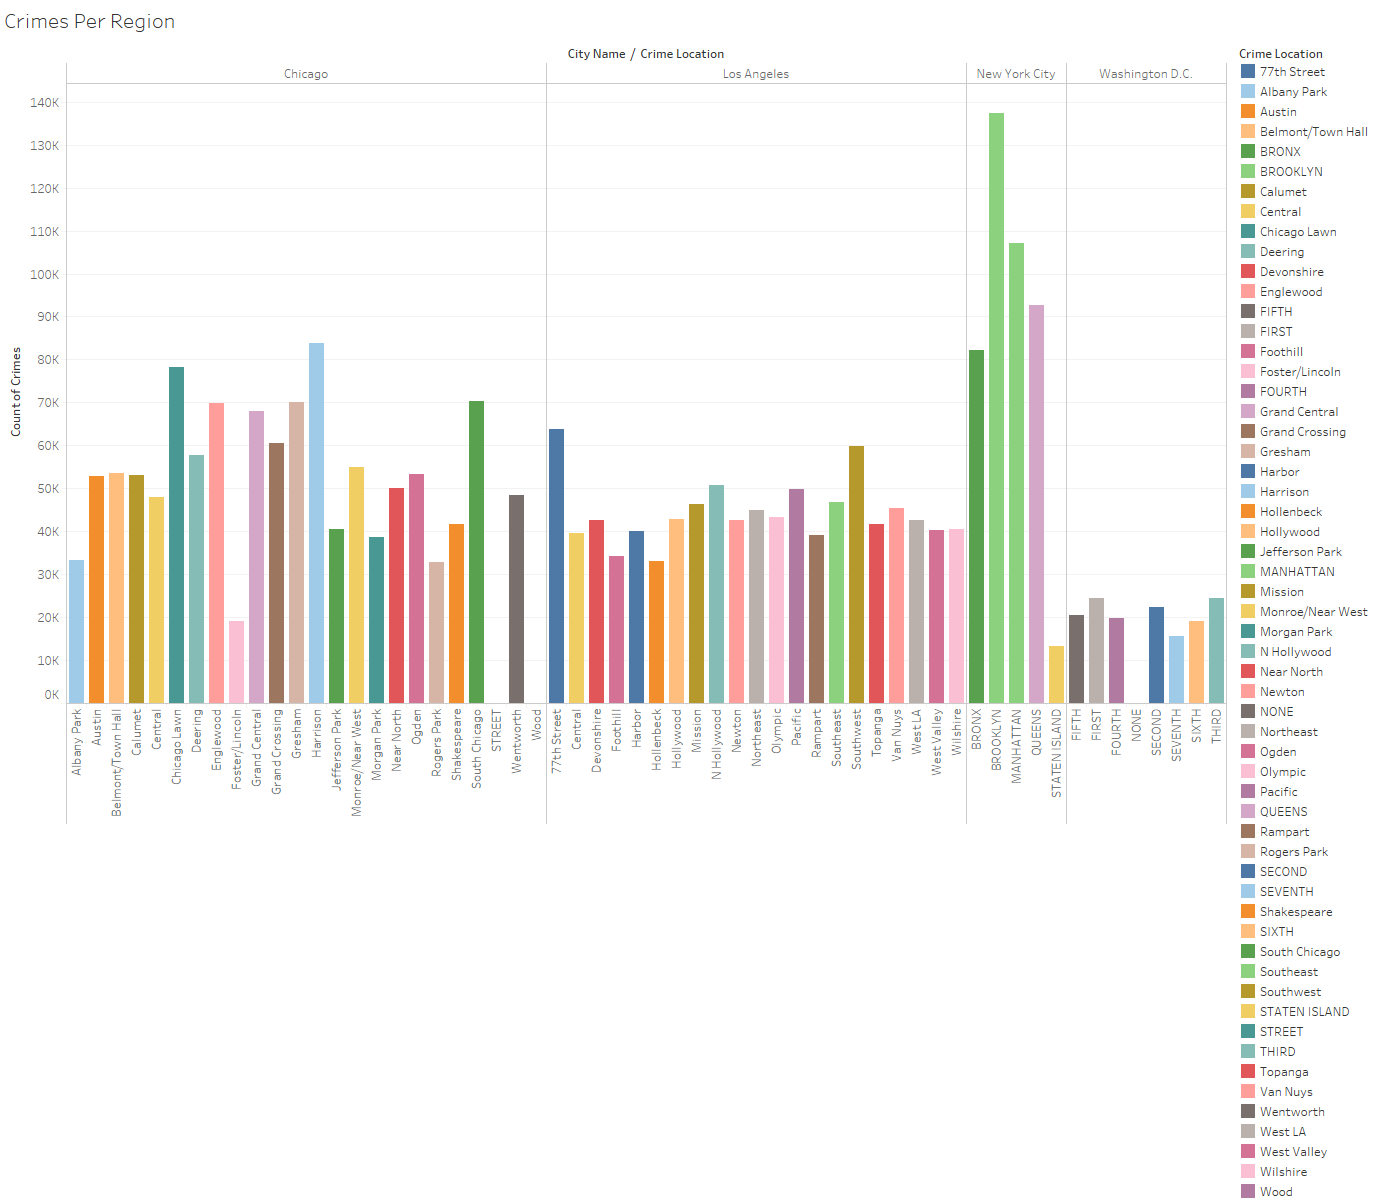 Crimes Per Region
City Name / Crime Location
Chicago
Los Angeles
New York City
Washington D.C.
Count of Crimes
140K
130K
120K
110K
100K
90K
80K
70K
60K
50K
40K
30K
20K
10K
0K
Albany Park
Austin
Belmont/Town Hall
Calumet
Central
Chicago Lawn
Deering
Englewood
Foster/Lincoln
Grand Central
Grand Crossing
Gresham
Harrison
Jefferson Park
Monroe/Near West
Morgan Park
Near North
Ogden
Rogers Park
Shakespeare
South Chicago
STREET
Wentworth
Wood
77th Street
Central
Devonshire
Foothill
Harbor
Hollenbeck
Hollywood
Mission
N Hollywood
Newton
Northeast
Olympic
Pacific
Rampart
Southeast
Southwest
Topanga
Van Nuys
West LA
West Valley
Wilshire
BRONX
BROOKLYN
MANHATTAN
QUEENS
STATEN ISLAND
FIFTH
FIRST
FOURTH
NONE
SECOND
SEVENTH
SIXTH
THIRD
Crime Location
77th Street
Albany Park
Austin
Belmont/Town Hall
BRONX
BROOKLYN
Calumet
Central
Chicago Lawn
Deering
Devonshire
Englewood
FIFTH
FIRST
Foothill
Foster/Lincoln
FOURTH
Grand Central
Grand Crossing
Gresham
Harbor
Harrison
Hollenbeck
Hollywood
Jefferson Park
MANHATTAN
Mission
Monroe/Near West
Morgan Park
N Hollywood
Near North
Newton
NONE
Northeast
Ogden
Olympic
Pacific
QUEENS
Rampart
Rogers Park
SECOND
SEVENTH
Shakespeare
SIXTH
South Chicago
Southeast
Southwest
STATEN ISLAND
STREET
THIRD
Topanga
Van Nuys
Wentworth
West LA
West Valley
Wilshire
Wood